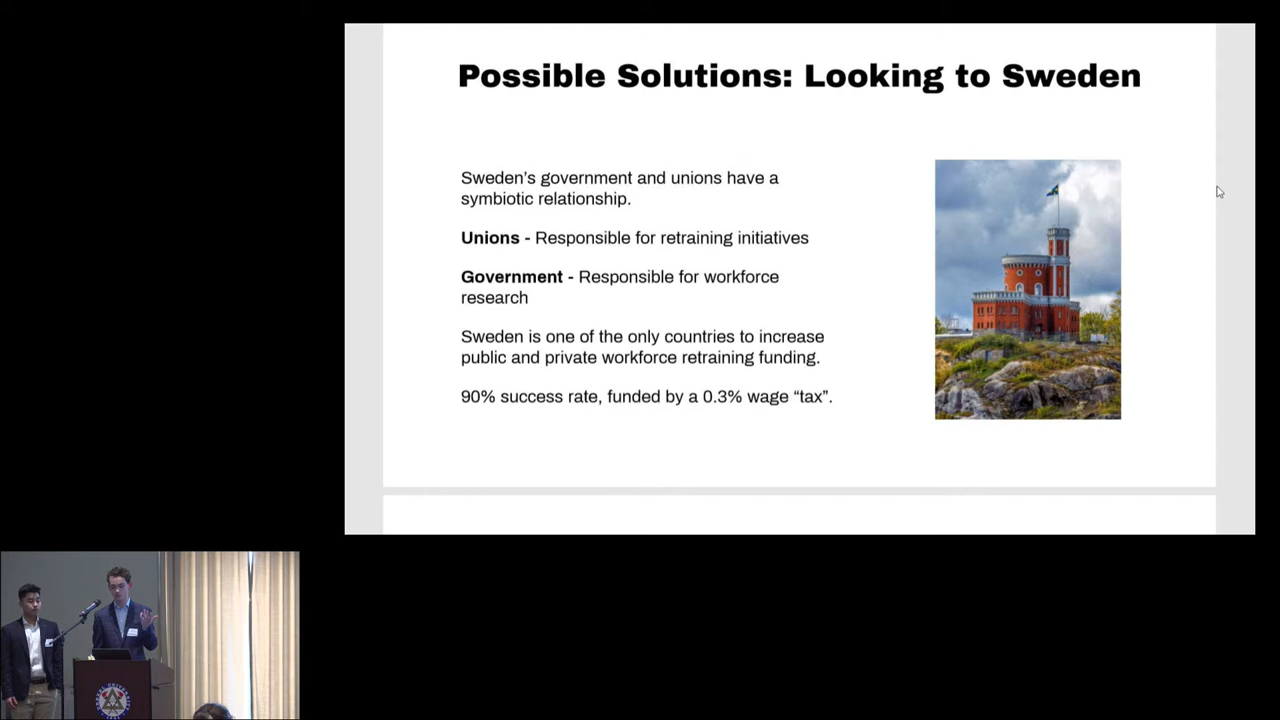 Possible Solutions: Looking to Sweden
Sweden’s government and unions have a
symbiotic relationship.
Unions - Responsible for retraining initiatives
Government - Responsible for workforce
research
Sweden is one of the only countries to increase
public and private workforce retraining funding.
90% success rate, funded by a 0.3% wage “tax”.